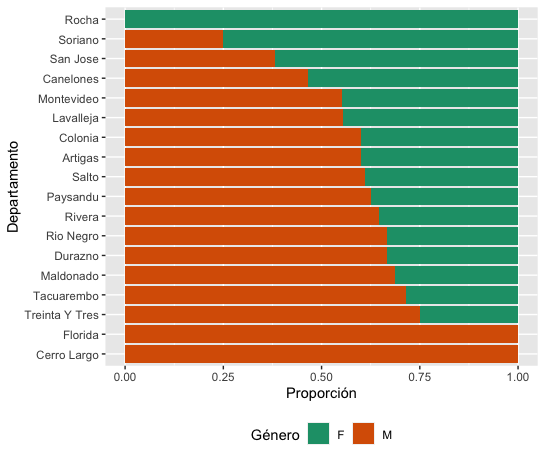 Rocha
Soriano
San Jose
Canelones
Montevideo
Lavalleja
Colonia
Artigas
Salto
Paysandu
Rivera
Rio Negro
Durazno
Maldonado
Tacuarembo
Treinta Y Tres
Florida
Cerro Largo
Departamento
0.00 0.25 0.50 0.75 1.00
Proporción
Género F M